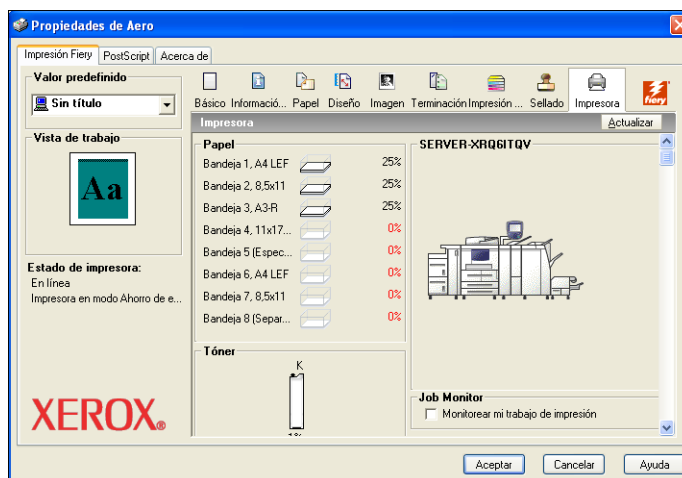 Propiedades de Aero
Impresión Fiery PostScript Acerca de
Valor predefinido
Sin título
Vista de trabajo
Aa
Estado de impresora:
En línea
Impresora en modo Ahorro de e...
XEROX®
Básico Informació... Papel Diseño Imagen Terminación Impresión ... Sellado Impresora
fiery
Impresora Actualizar
Papel
Bandeja 1, A4 LEF 25%
Bandeja 2, 8,5x11 25%
Bandeja 3, A3-R 25%
Bandeja 4, 11x17... 0%
Bandeja 5 (Espec... 0%
Bandeja 6, A4 LEF 0%
Bandeja 7, 8,5x11 0%
Bandeja 8 (Separ... 0%
Tóner
K
1%
SERVER-XRQ6ITQV
Job Monitor
Monitorear mi trabajo de impresión
Aceptar Cancelar Ayuda